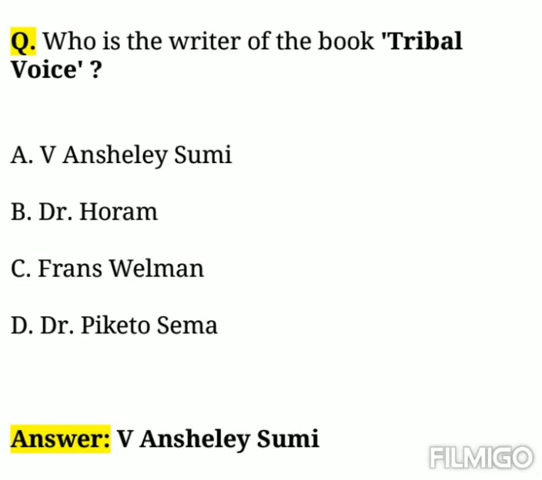 Q. Who is the writer of the book 'Tribal
Voice' ?
A. V Ansheley Sumi
B. Dr. Horam
C. Frans Welman
D. Dr. Piketo Sema
Answer: V Ansheley Sumi
FILMIGO